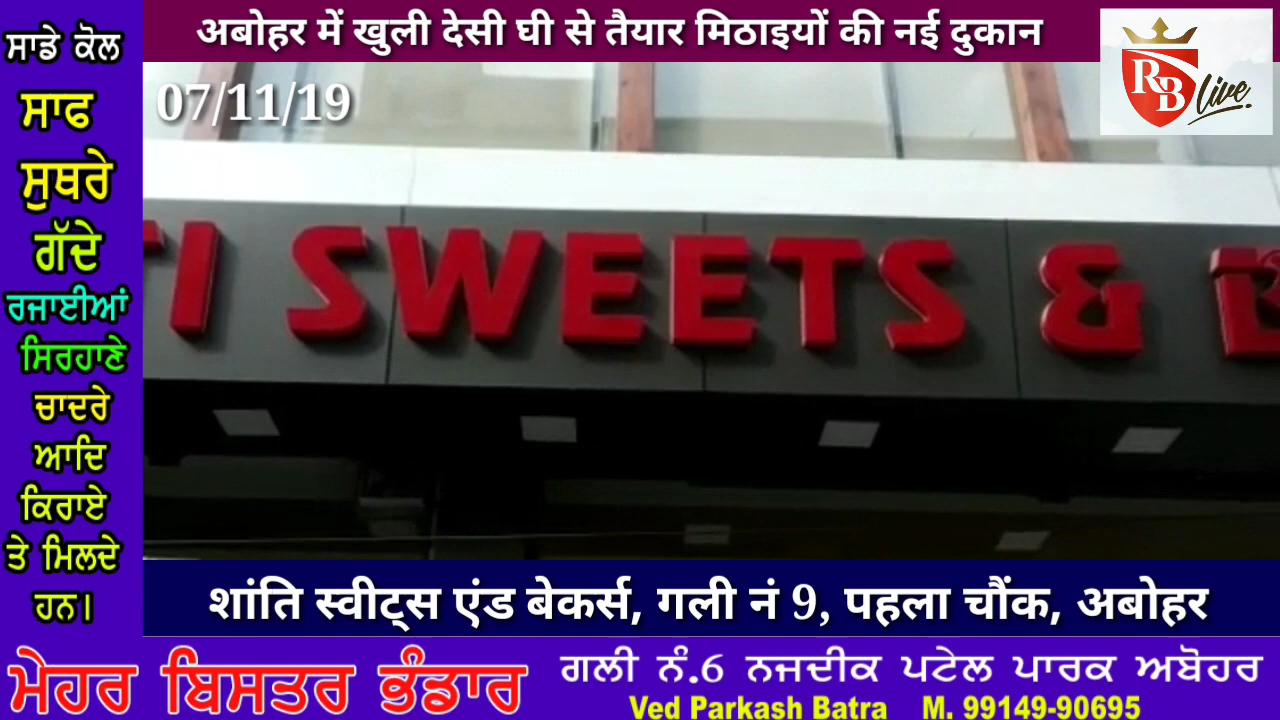 अबोहर में खुली देसी घी से तैयार मिठाइयों की नई दुकान
RB live.
07/11/19
ਸਾਡੇ ਕੋਲ
ਸਾਫ
ਸੁਥਰੇ
ਗੱਦੇ
ਰਜਾਈਆਂ
ਸਿਰਹਾਣੇ
ਚਾਦਰੇ
ਆਦਿ
ਕਿਰਾਏ
ਤੇ ਮਿਲਦੇ
ਹਨ।
TI SWEETS & B
शांति स्वीट्स एंड बेकर्स, गली नं 9, पहला चौंक, अबोहर
ਮੇਹਰ ਬਿਸਤਰ ਭੰਡਾਰ
ਗਲੀ ਨੰ.6 ਨਜਦੀਕ ਪਟੇਲ ਪਾਰਕ ਅਬੋਹਰ
Ved Parkash Batra M. 99149-90695